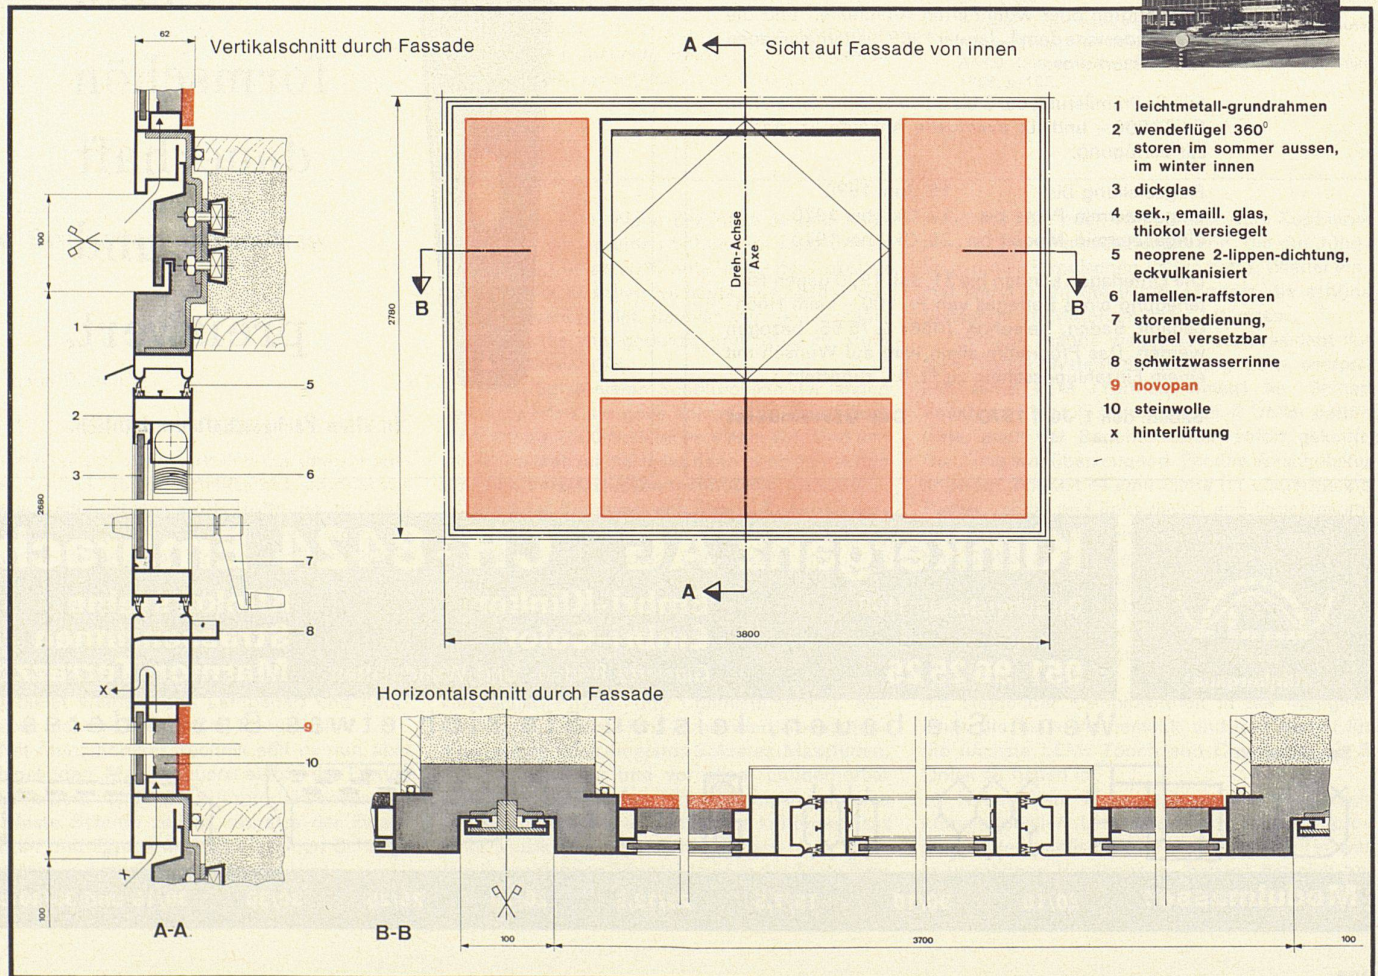 Vertikalschnitt durch Fassade
62
100
2680
100
1
2
3
4
5
6
7
8
9
10
x
x
A-A
Sicht auf Fassade von innen
A
A
B
B
Dreh-Achse
Axe
2780
3800
1 leichtmetall-grundrahmen
2 wendeflügel 360°
storen im sommer aussen,
im winter innen
3 dickglas
4 sek., emaill. glas,
thiokol versiegelt
5 neoprene 2-lippen-dichtung,
eckvulkanisiert
6 lamellen-raffstoren
7 storenbedienung,
kurbel versetzbar
8 schwitzwasserrinne
9 novopan
10 steinwolle
x hinterlüftung
Horizontalschnitt durch Fassade
B-B
100
3700
100